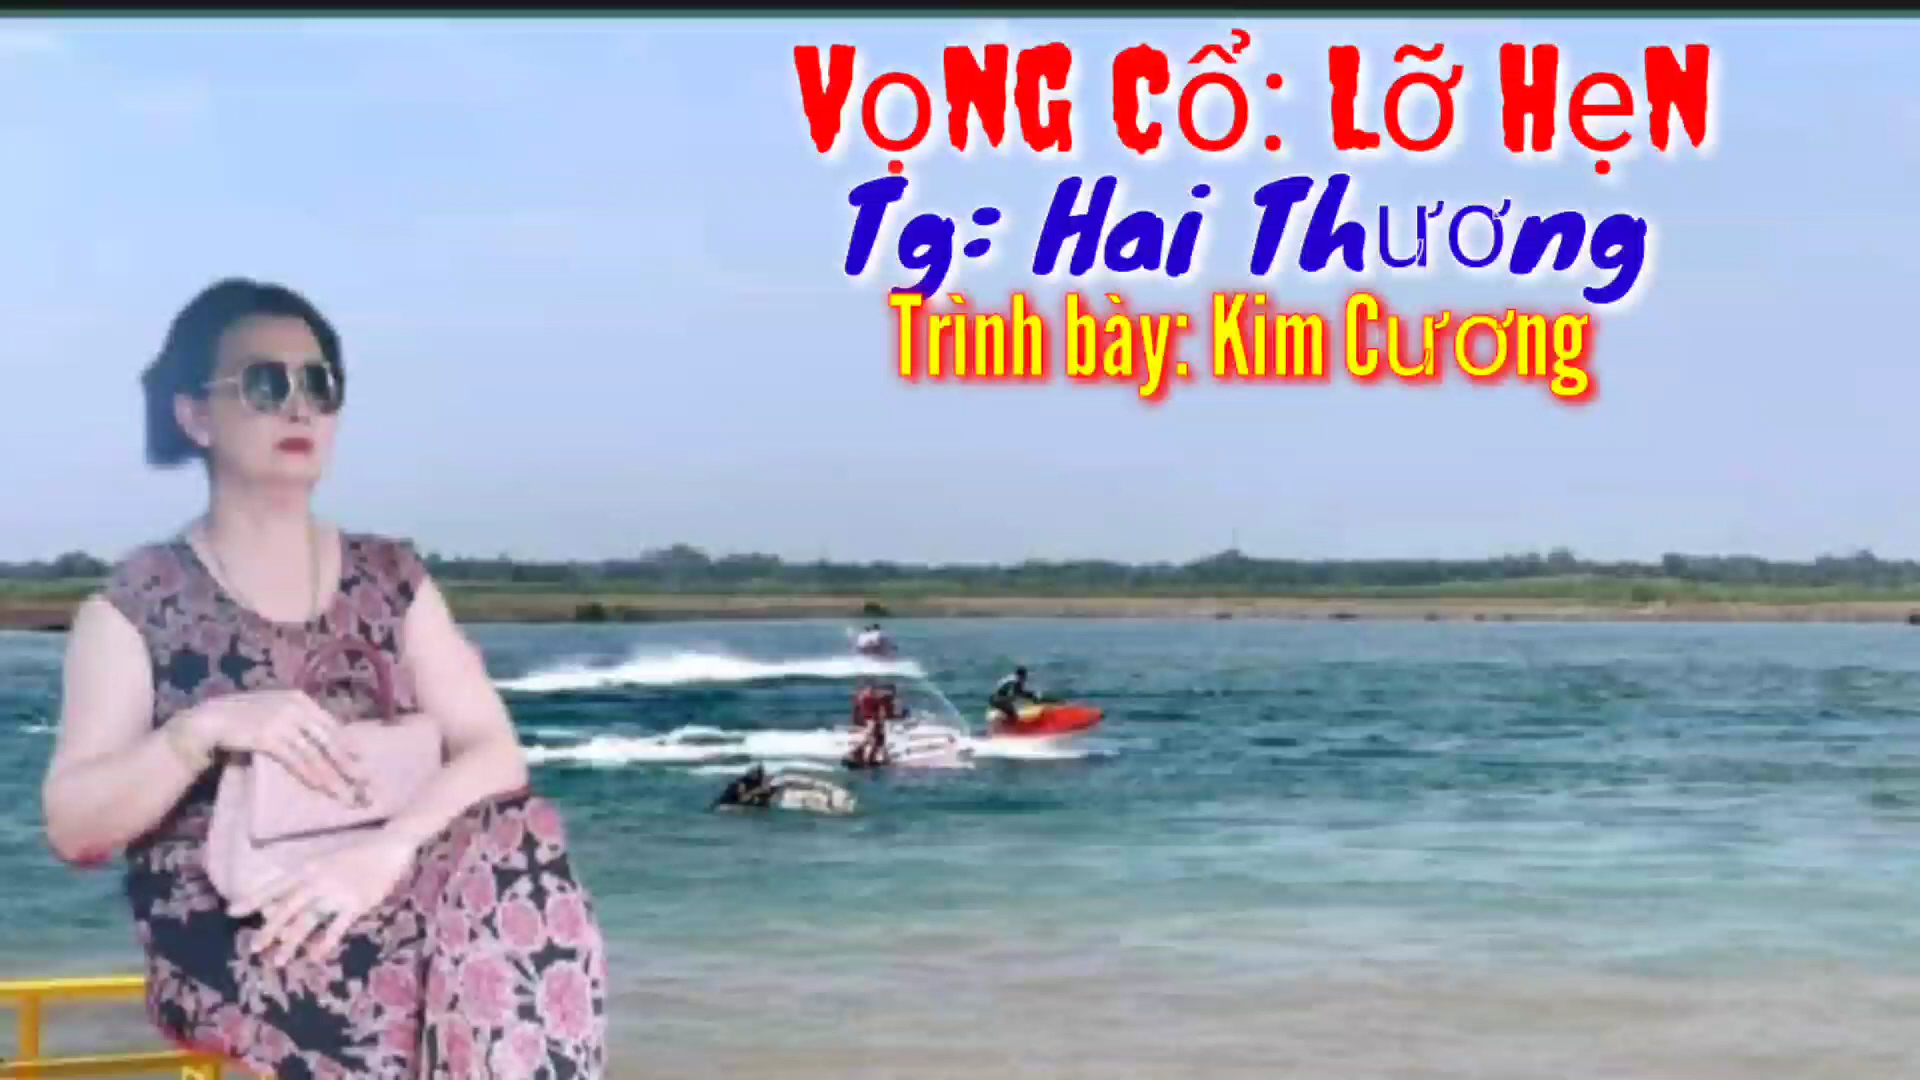 VọNG Cổ: Lỡ HẹN
Tg: Hai Thương
Trình bày: Kim Cương